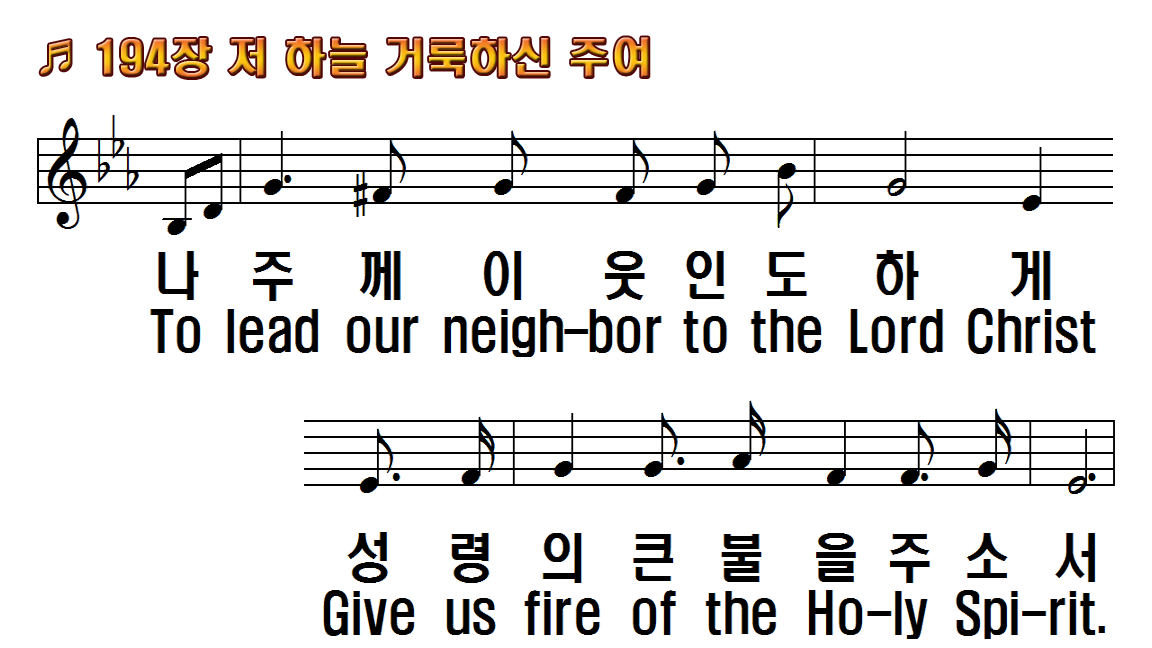 194장 저 하늘 거룩하신 주여
나 주 께 이 웃 인 도 하 게
To lead our neigh-bor to the Lord Christ
성 령 의 큰 불 을 주 소 서
Give us fire of the Ho-ly Spi-rit.